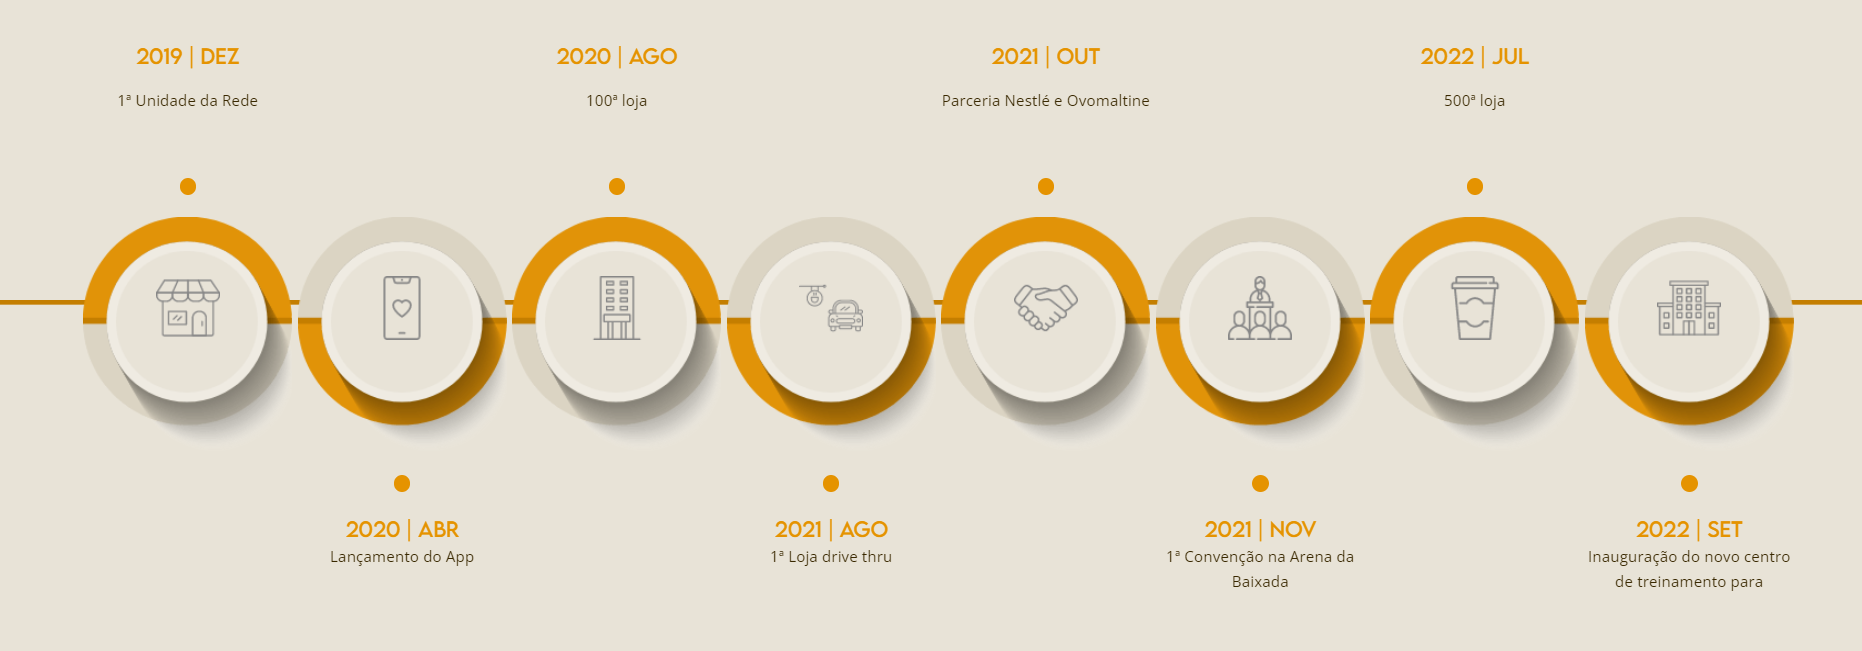 2019 | DEZ
1ª Unidade da Rede
2020 | ABR
Lançamento do App
2020 | AGO
100ª loja
2021 | AGO
1ª Loja drive thru
2021 | OUT
Parceria Nestlé e Ovomaltine
2021 | NOV
1ª Convenção na Arena da
Baixada
2022 | JUL
500ª loja
2022 | SET
Inauguração do novo centro
de treinamento para